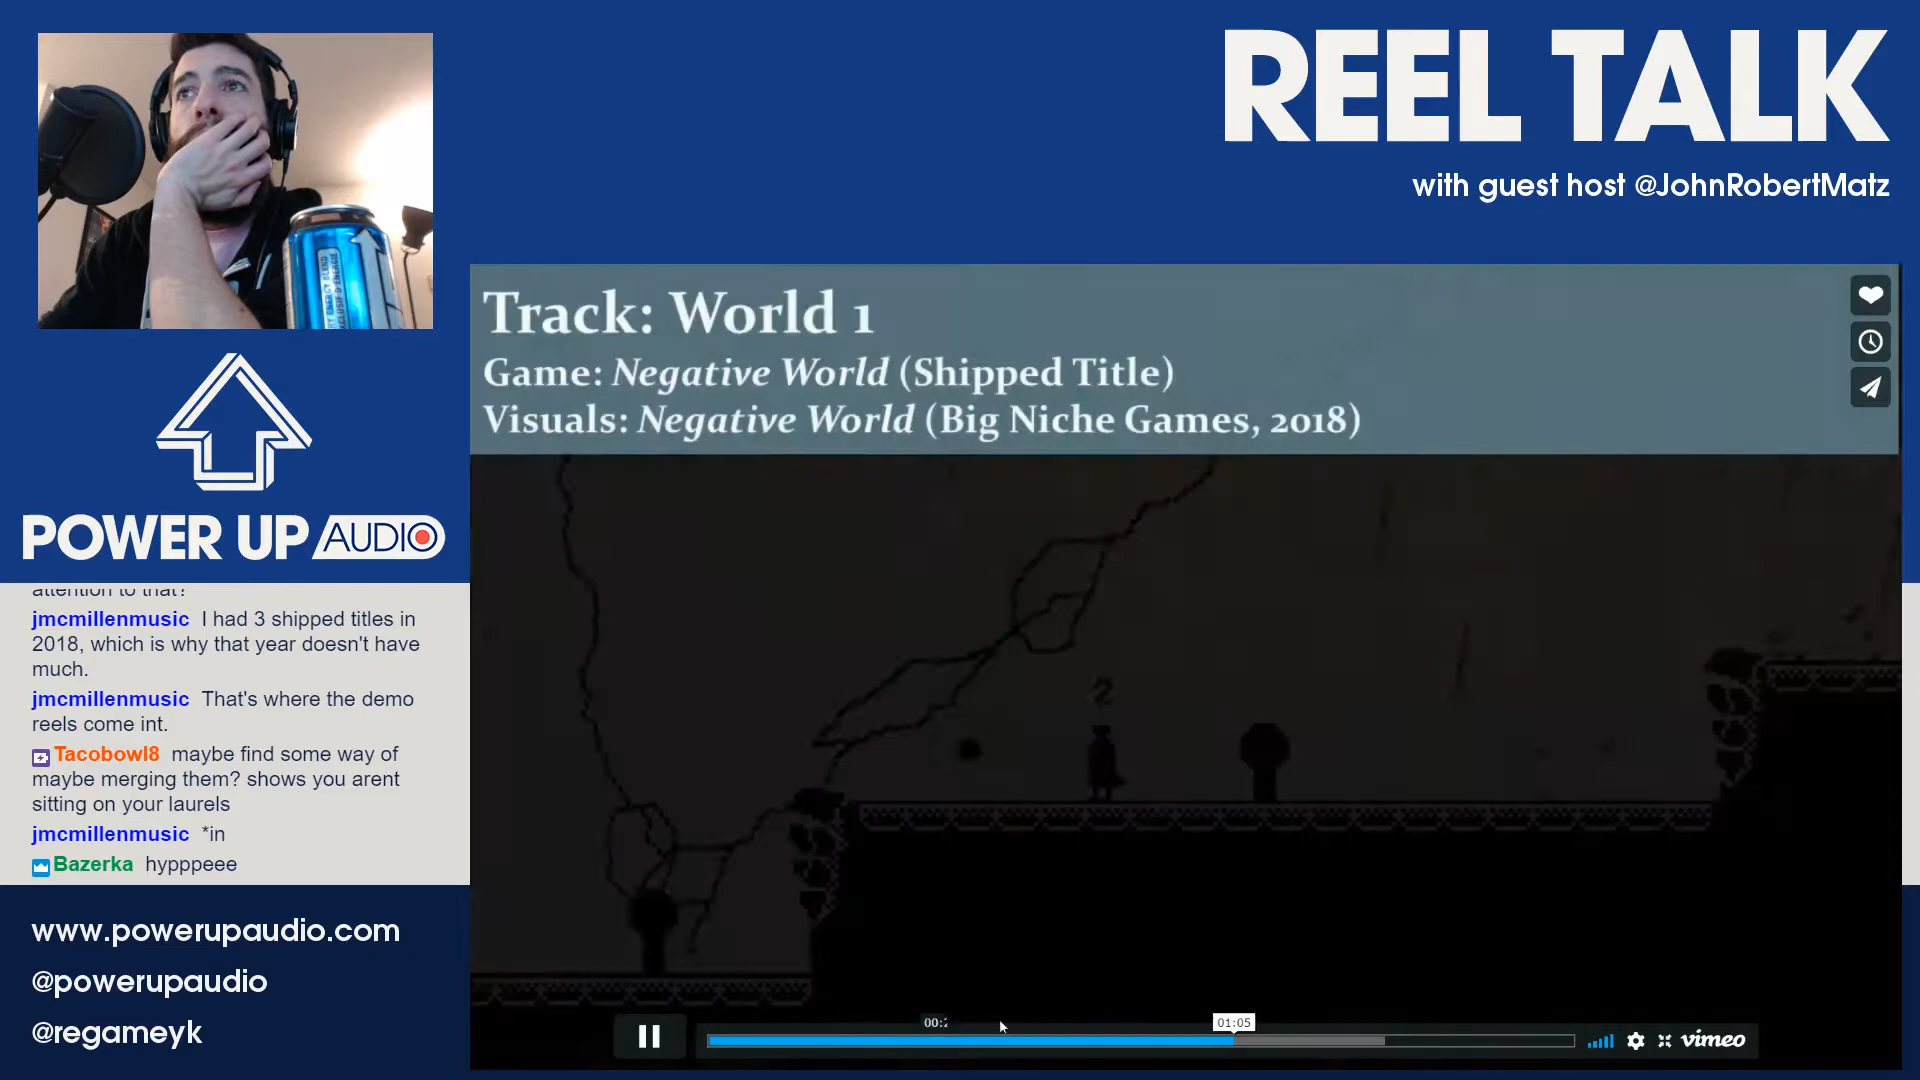 REEL TALK
with guest host @JohnRobertMatz
Track: World 1
Game: Negative World (Shipped Title)
Visuals: Negative World (Big Niche Games, 2018)
POWER UP AUDIO
attention to that?
jmcmillenmusic I had 3 shipped titles in
2018, which is why that year doesn't have
much.
jmcmillenmusic That's where the demo
reels come int.
Tacobowl8 maybe find some way of
maybe merging them? shows you arent
sitting on your laurels
jmcmillenmusic *in
Bazerka hypppeee
2
www.powerupaudio.com
@powerupaudio
@regameyk
01:05
vimeo